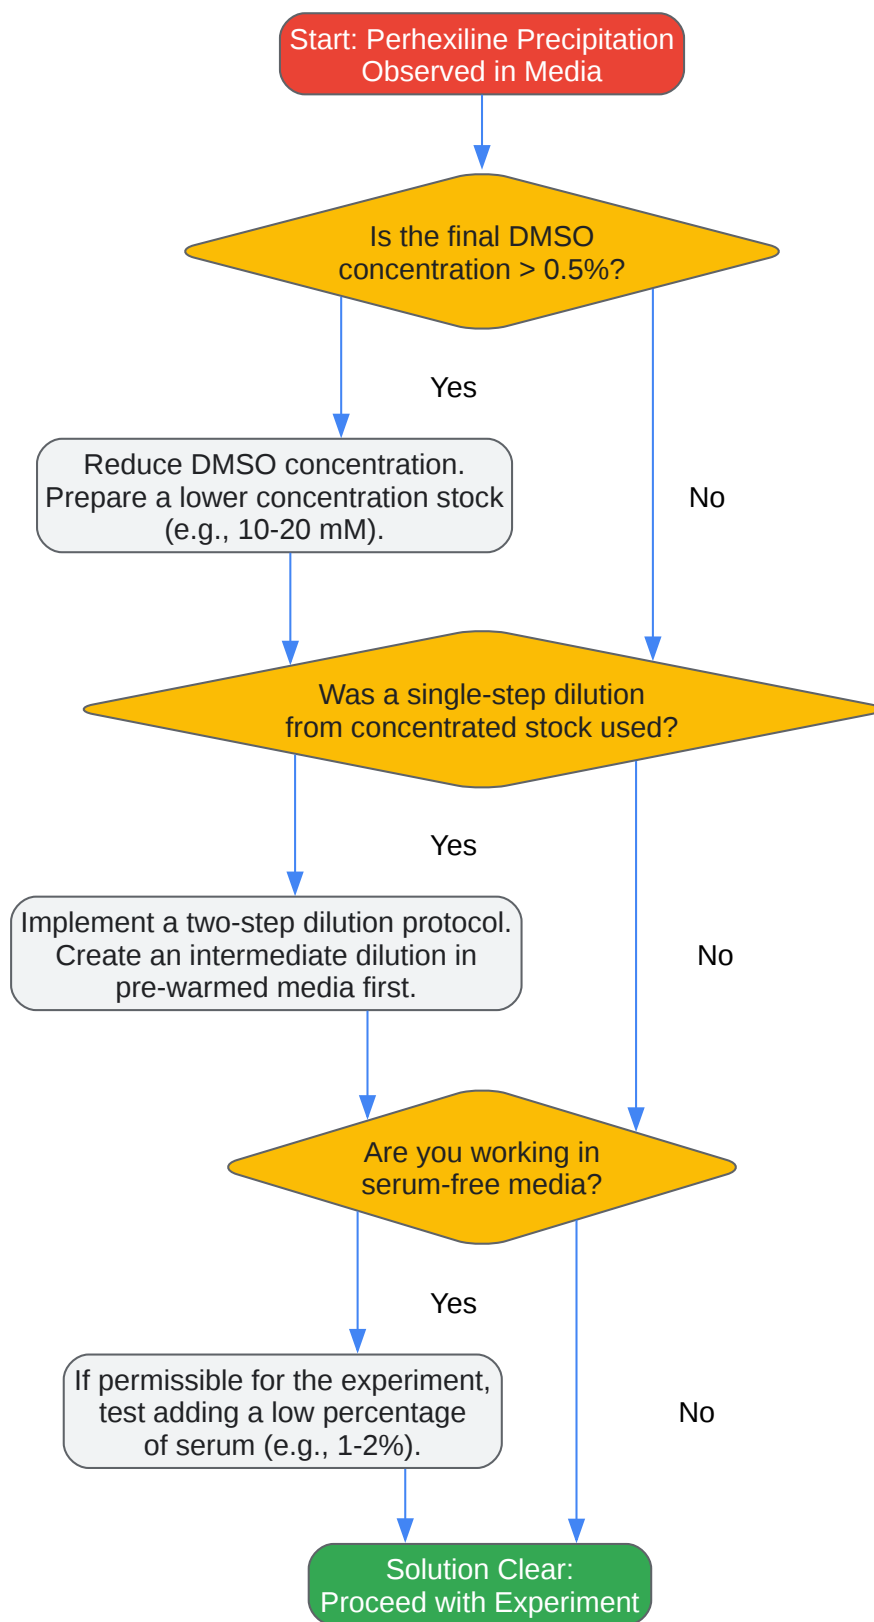 Start: Perhexiline Precipitation
Observed in Media
Is the final DMSO
concentration > 0.5%?
Yes
Reduce DMSO concentration.
Prepare a lower concentration stock
(e.g., 10-20 mM).
No
Was a single-step dilution
from concentrated stock used?
Yes
Implement a two-step dilution protocol.
Create an intermediate dilution in
pre-warmed media first.
No
Are you working in
serum-free media?
Yes
If permissible for the experiment,
test adding a low percentage
of serum (e.g., 1-2%).
No
Solution Clear:
Proceed with Experiment